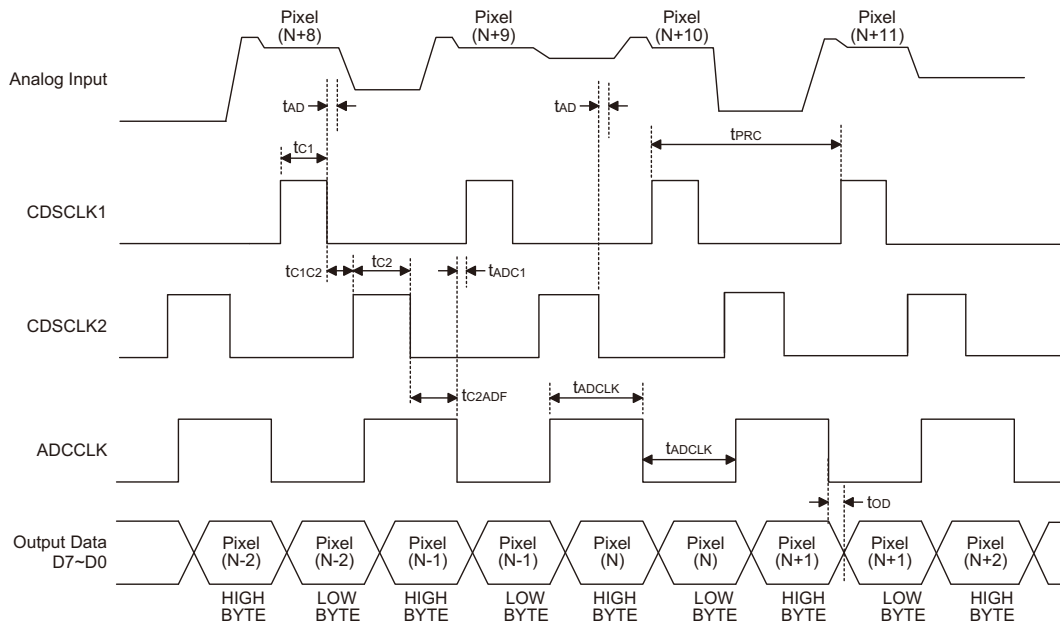 Pixel
(N+8)
Pixel
(N+9)
Pixel
(N+10)
Pixel
(N+11)
Analog Input
tAD
tAD
tC1
tPRC
CDSCLK1
tC1C2
tC2
tADC1
CDSCLK2
tC2ADF
tADCLK
ADCCLK
tADCLK
tOD
Output Data
D7~D0
Pixel
(N-2)
Pixel
(N-2)
Pixel
(N-1)
Pixel
(N-1)
Pixel
(N)
Pixel
(N)
Pixel
(N+1)
Pixel
(N+1)
Pixel
(N+2)
HIGH
BYTE
LOW
BYTE
HIGH
BYTE
LOW
BYTE
HIGH
BYTE
LOW
BYTE
HIGH
BYTE
LOW
BYTE
HIGH
BYTE